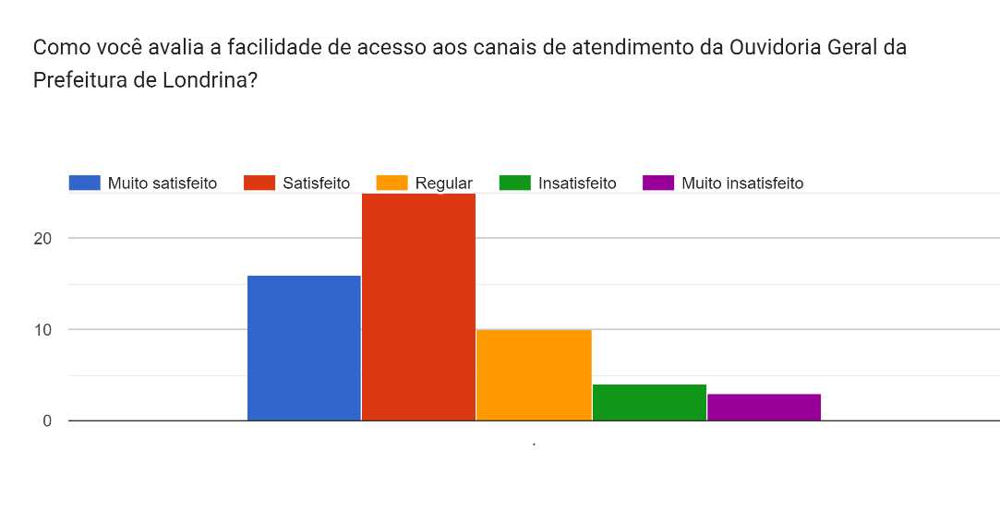 Como você avalia a facilidade de acesso aos canais de atendimento da Ouvidoria Geral da
Prefeitura de Londrina?
Muito satisfeito Satisfeito Regular Insatisfeito Muito insatisfeito
20
10
0
.